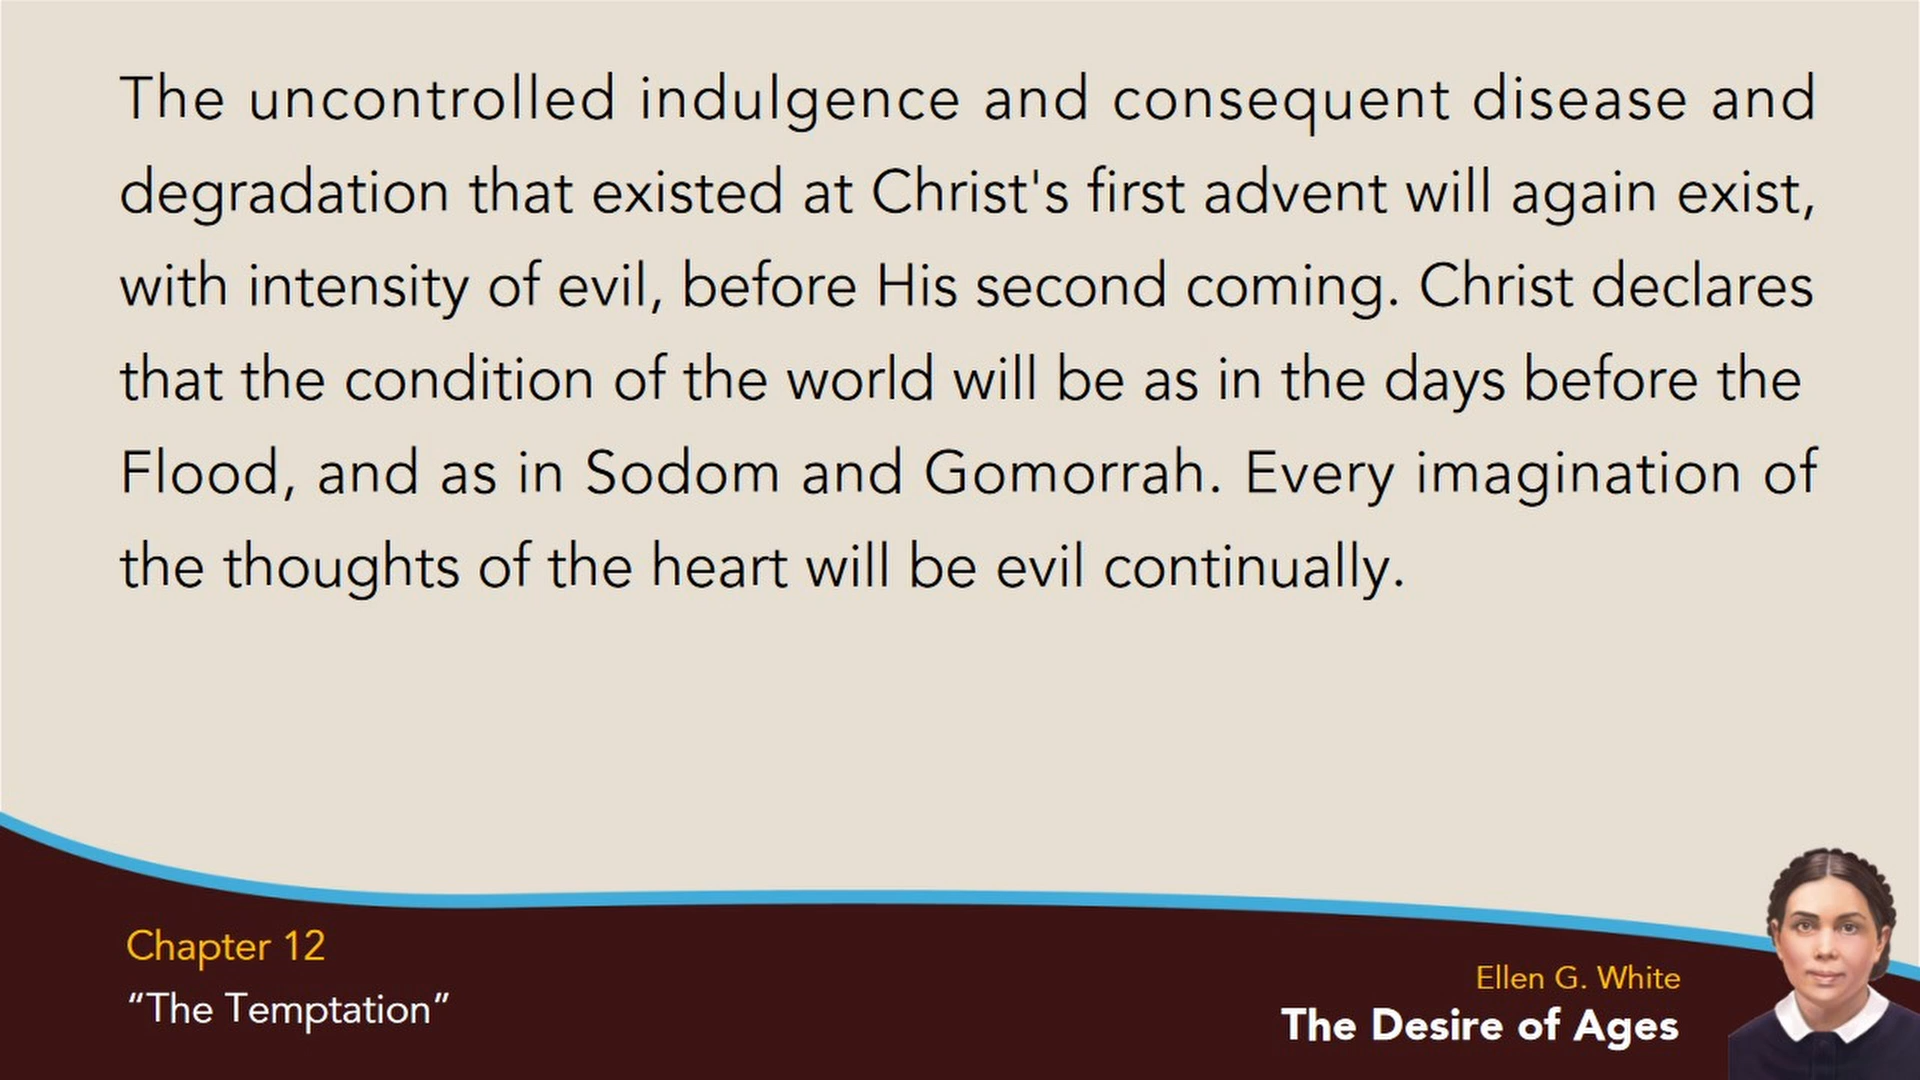 The uncontrolled indulgence and consequent disease and
degradation that existed at Christ's first advent will again exist,
with intensity of evil, before His second coming. Christ declares
that the condition of the world will be as in the days before the
Flood, and as in Sodom and Gomorrah. Every imagination of
the thoughts of the heart will be evil continually.
Chapter 12
“The Temptation”
Ellen G. White
The Desire of Ages